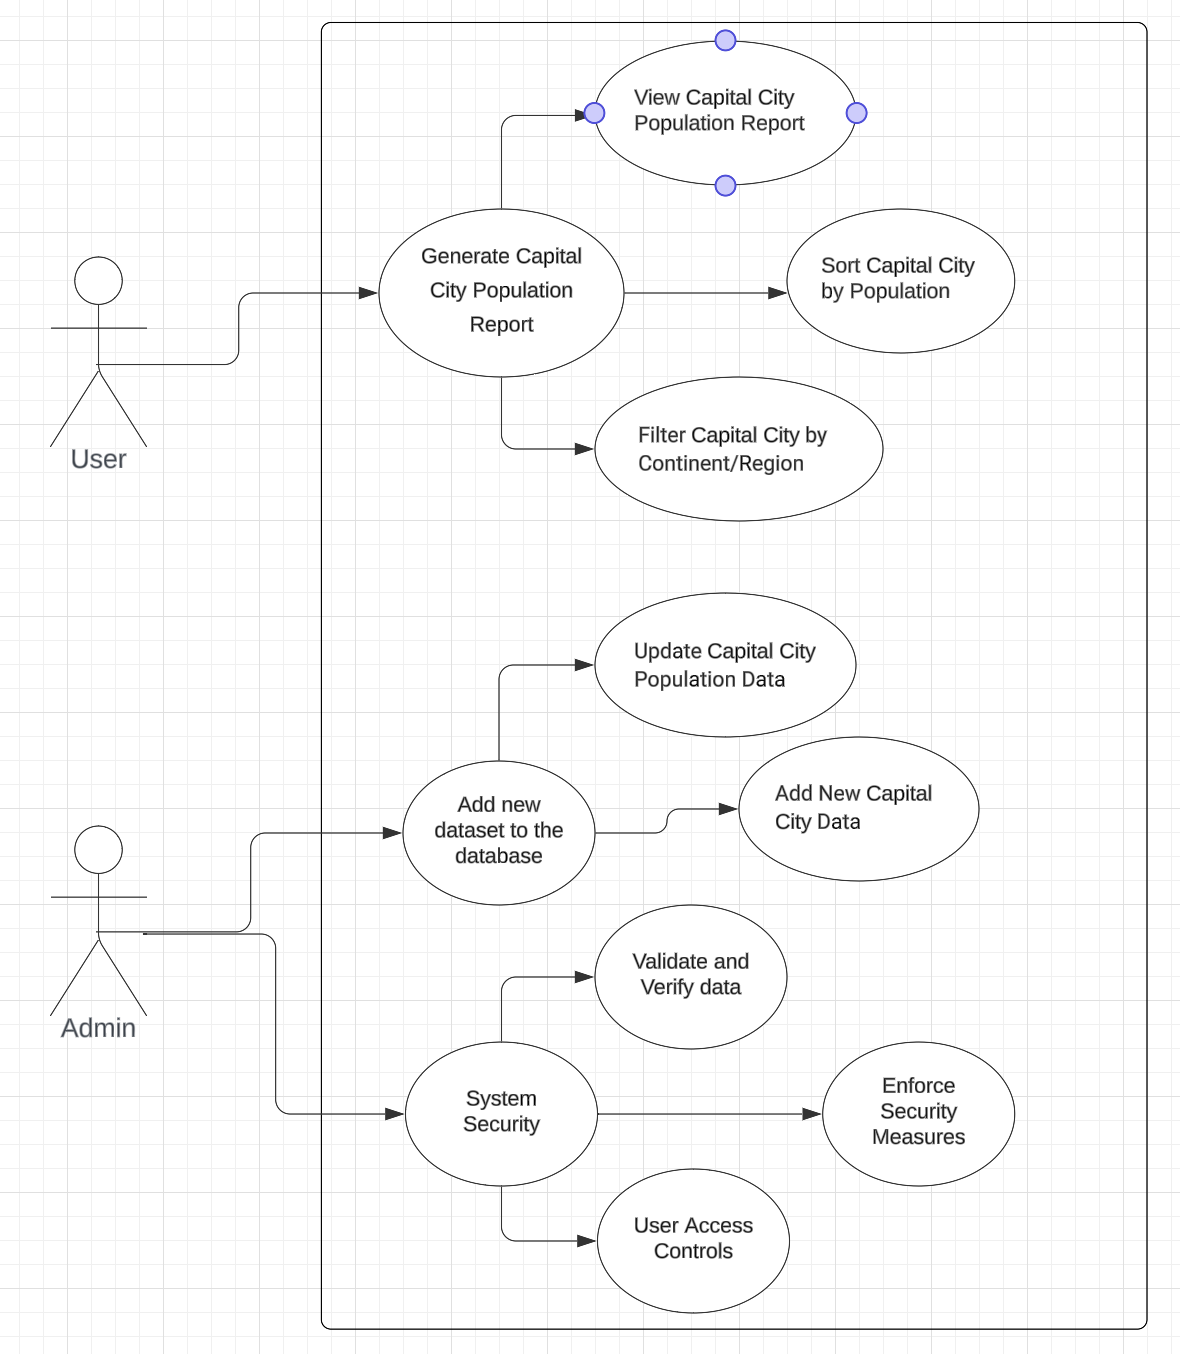 View Capital City
Population Report
Generate Capital
City Population
Report
Sort Capital City
by Population
Filter Capital City by
Continent/Region
User
Update Capital City
Population Data
Add new
dataset to the
database
Add New Capital
City Data
Admin
Validate and
Verify data
System
Security
Enforce
Security
Measures
User Access
Controls